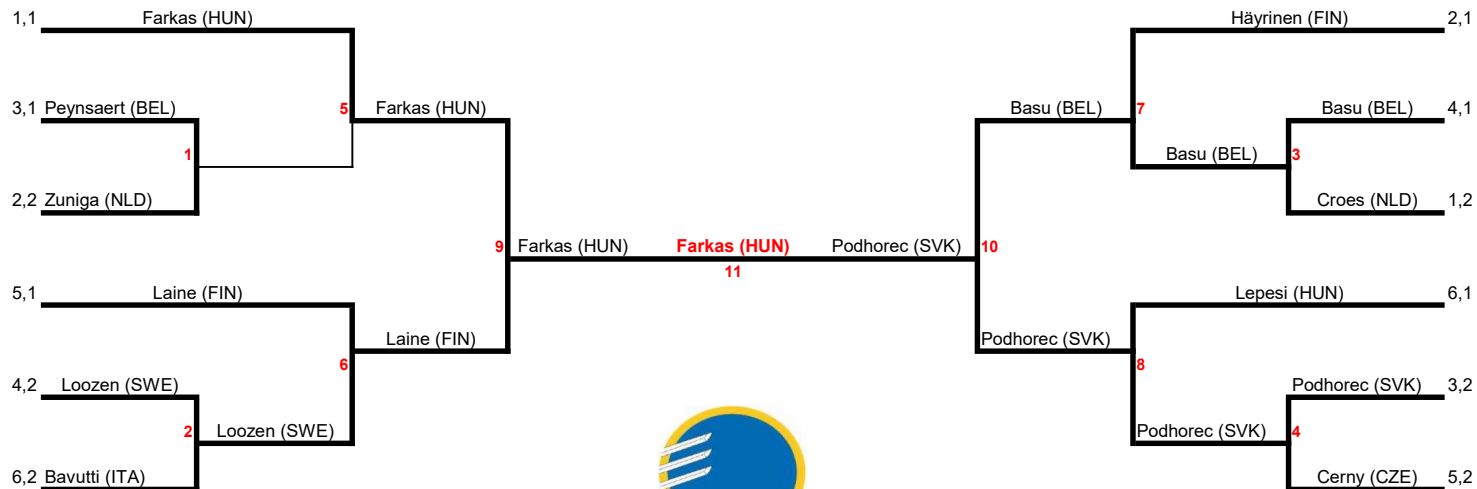 1,1 Farkas (HUN) Häyrinen (FIN) 2,1
3,1 Peynsaert (BEL) 5 Farkas (HUN) Basu (BEL) 7 Basu (BEL) 4,1
1 Basu (BEL) 3
2,2 Zuniga (NLD) Croes (NLD) 1,2
9 Farkas (HUN) Farkas (HUN) Podhorec (SVK) 10
11
5,1 Laine (FIN) Lepesi (HUN) 6,1
Laine (FIN) Podhorec (SVK)
6 8
4,2 Loozen (SWE) Podhorec (SVK) 3,2
2 Loozen (SWE) Podhorec (SVK) 4
6,2 Bavutti (ITA) Cerny (CZE) 5,2